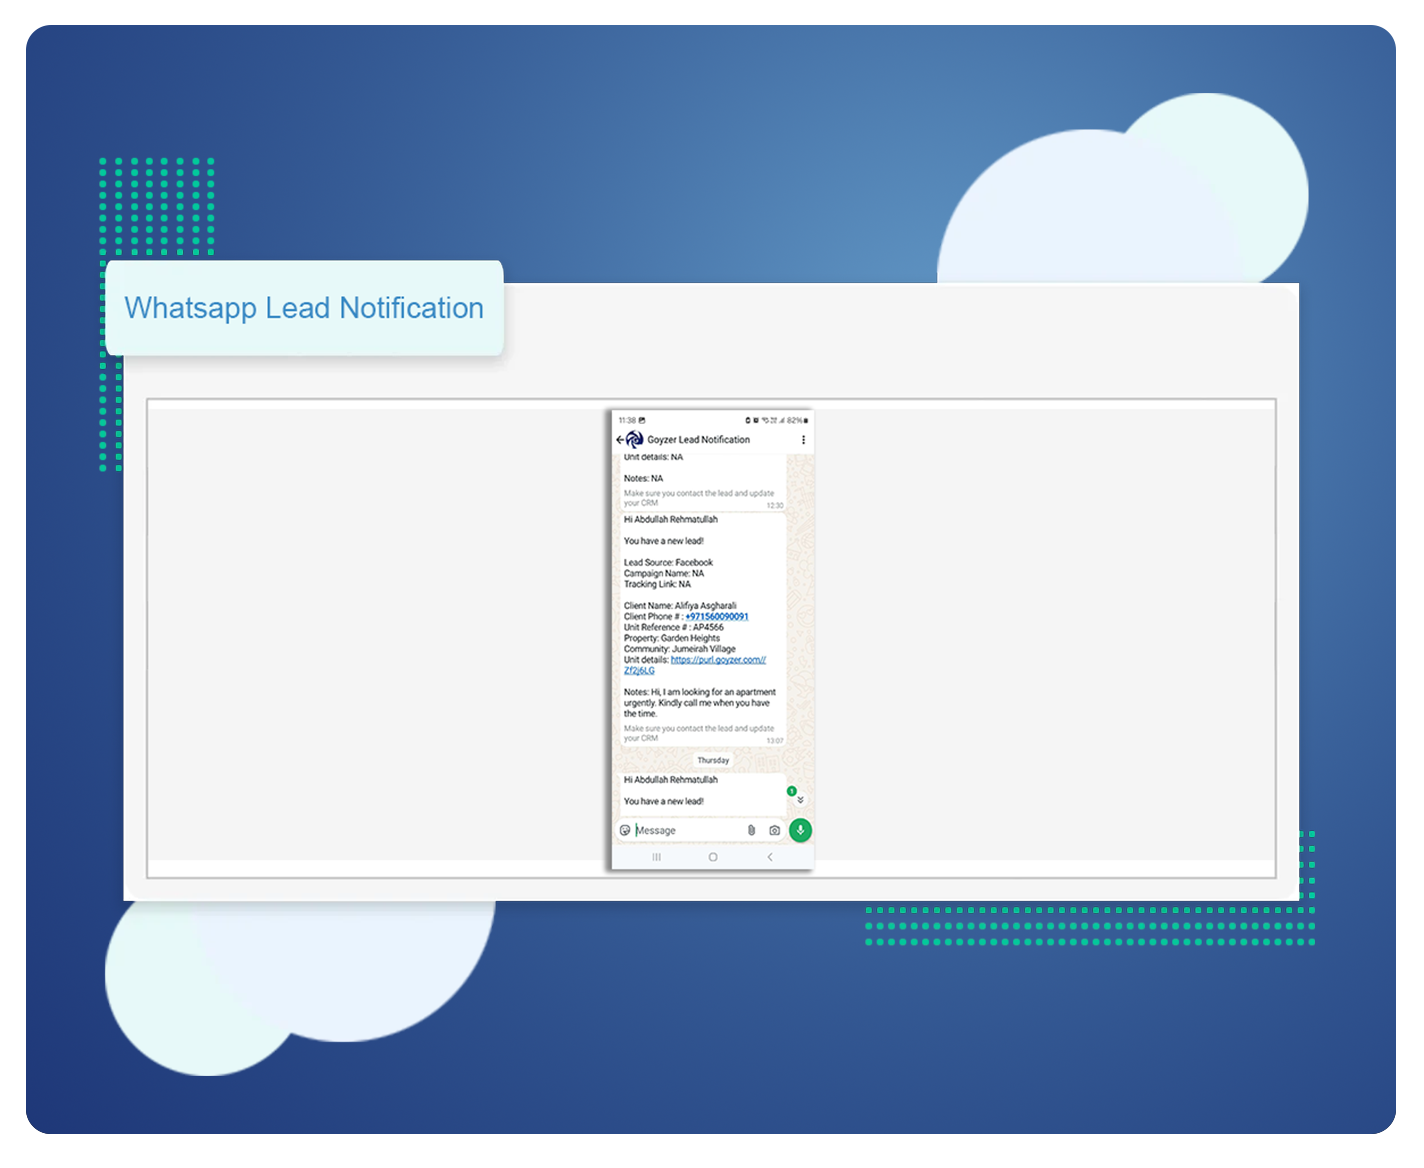 Whatsapp Lead Notification
11:38
82%
Goyzer Lead Notification
Unit details: NA
Notes: NA
Make sure you contact the lead and update
your CRM
12:30
Hi Abdullah Rehmatullah
You have a new lead!
Lead Source: Facebook
Campaign Name: NA
Tracking Link: NA
Client Name: Alifiya Asgharali
Client Phone # : +971560090091
Unit Reference # : AP4566
Property: Garden Heights
Community: Jumeirah Village
Unit details: https://purl.goyzer.com//
Zf2j6LG
Notes: Hi, I am looking for an apartment
urgently. Kindly call me when you have
the time.
Make sure you contact the lead and update
your CRM
13:07
Thursday
Hi Abdullah Rehmatullah
You have a new lead!
1
Message